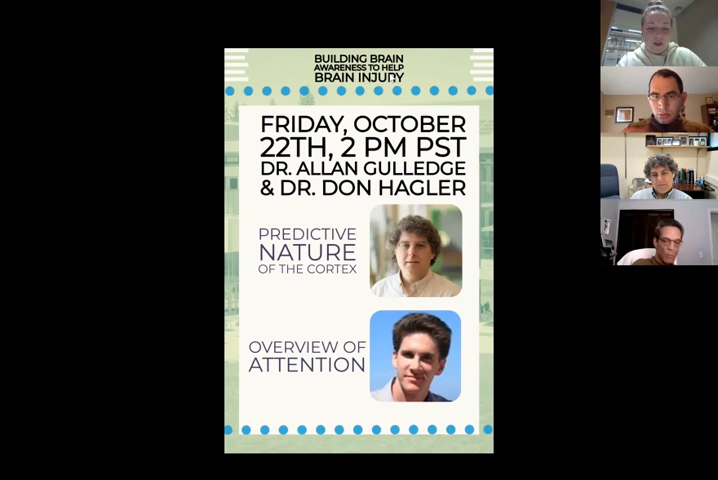 BUILDING BRAIN
AWARENESS TO HELP
BRAIN INJURY
FRIDAY, OCTOBER
22TH, 2 PM PST
DR. ALLAN GULLEDGE
& DR. DON HAGLER
PREDICTIVE
NATURE
OF THE CORTEX
OVERVIEW OF
ATTENTION